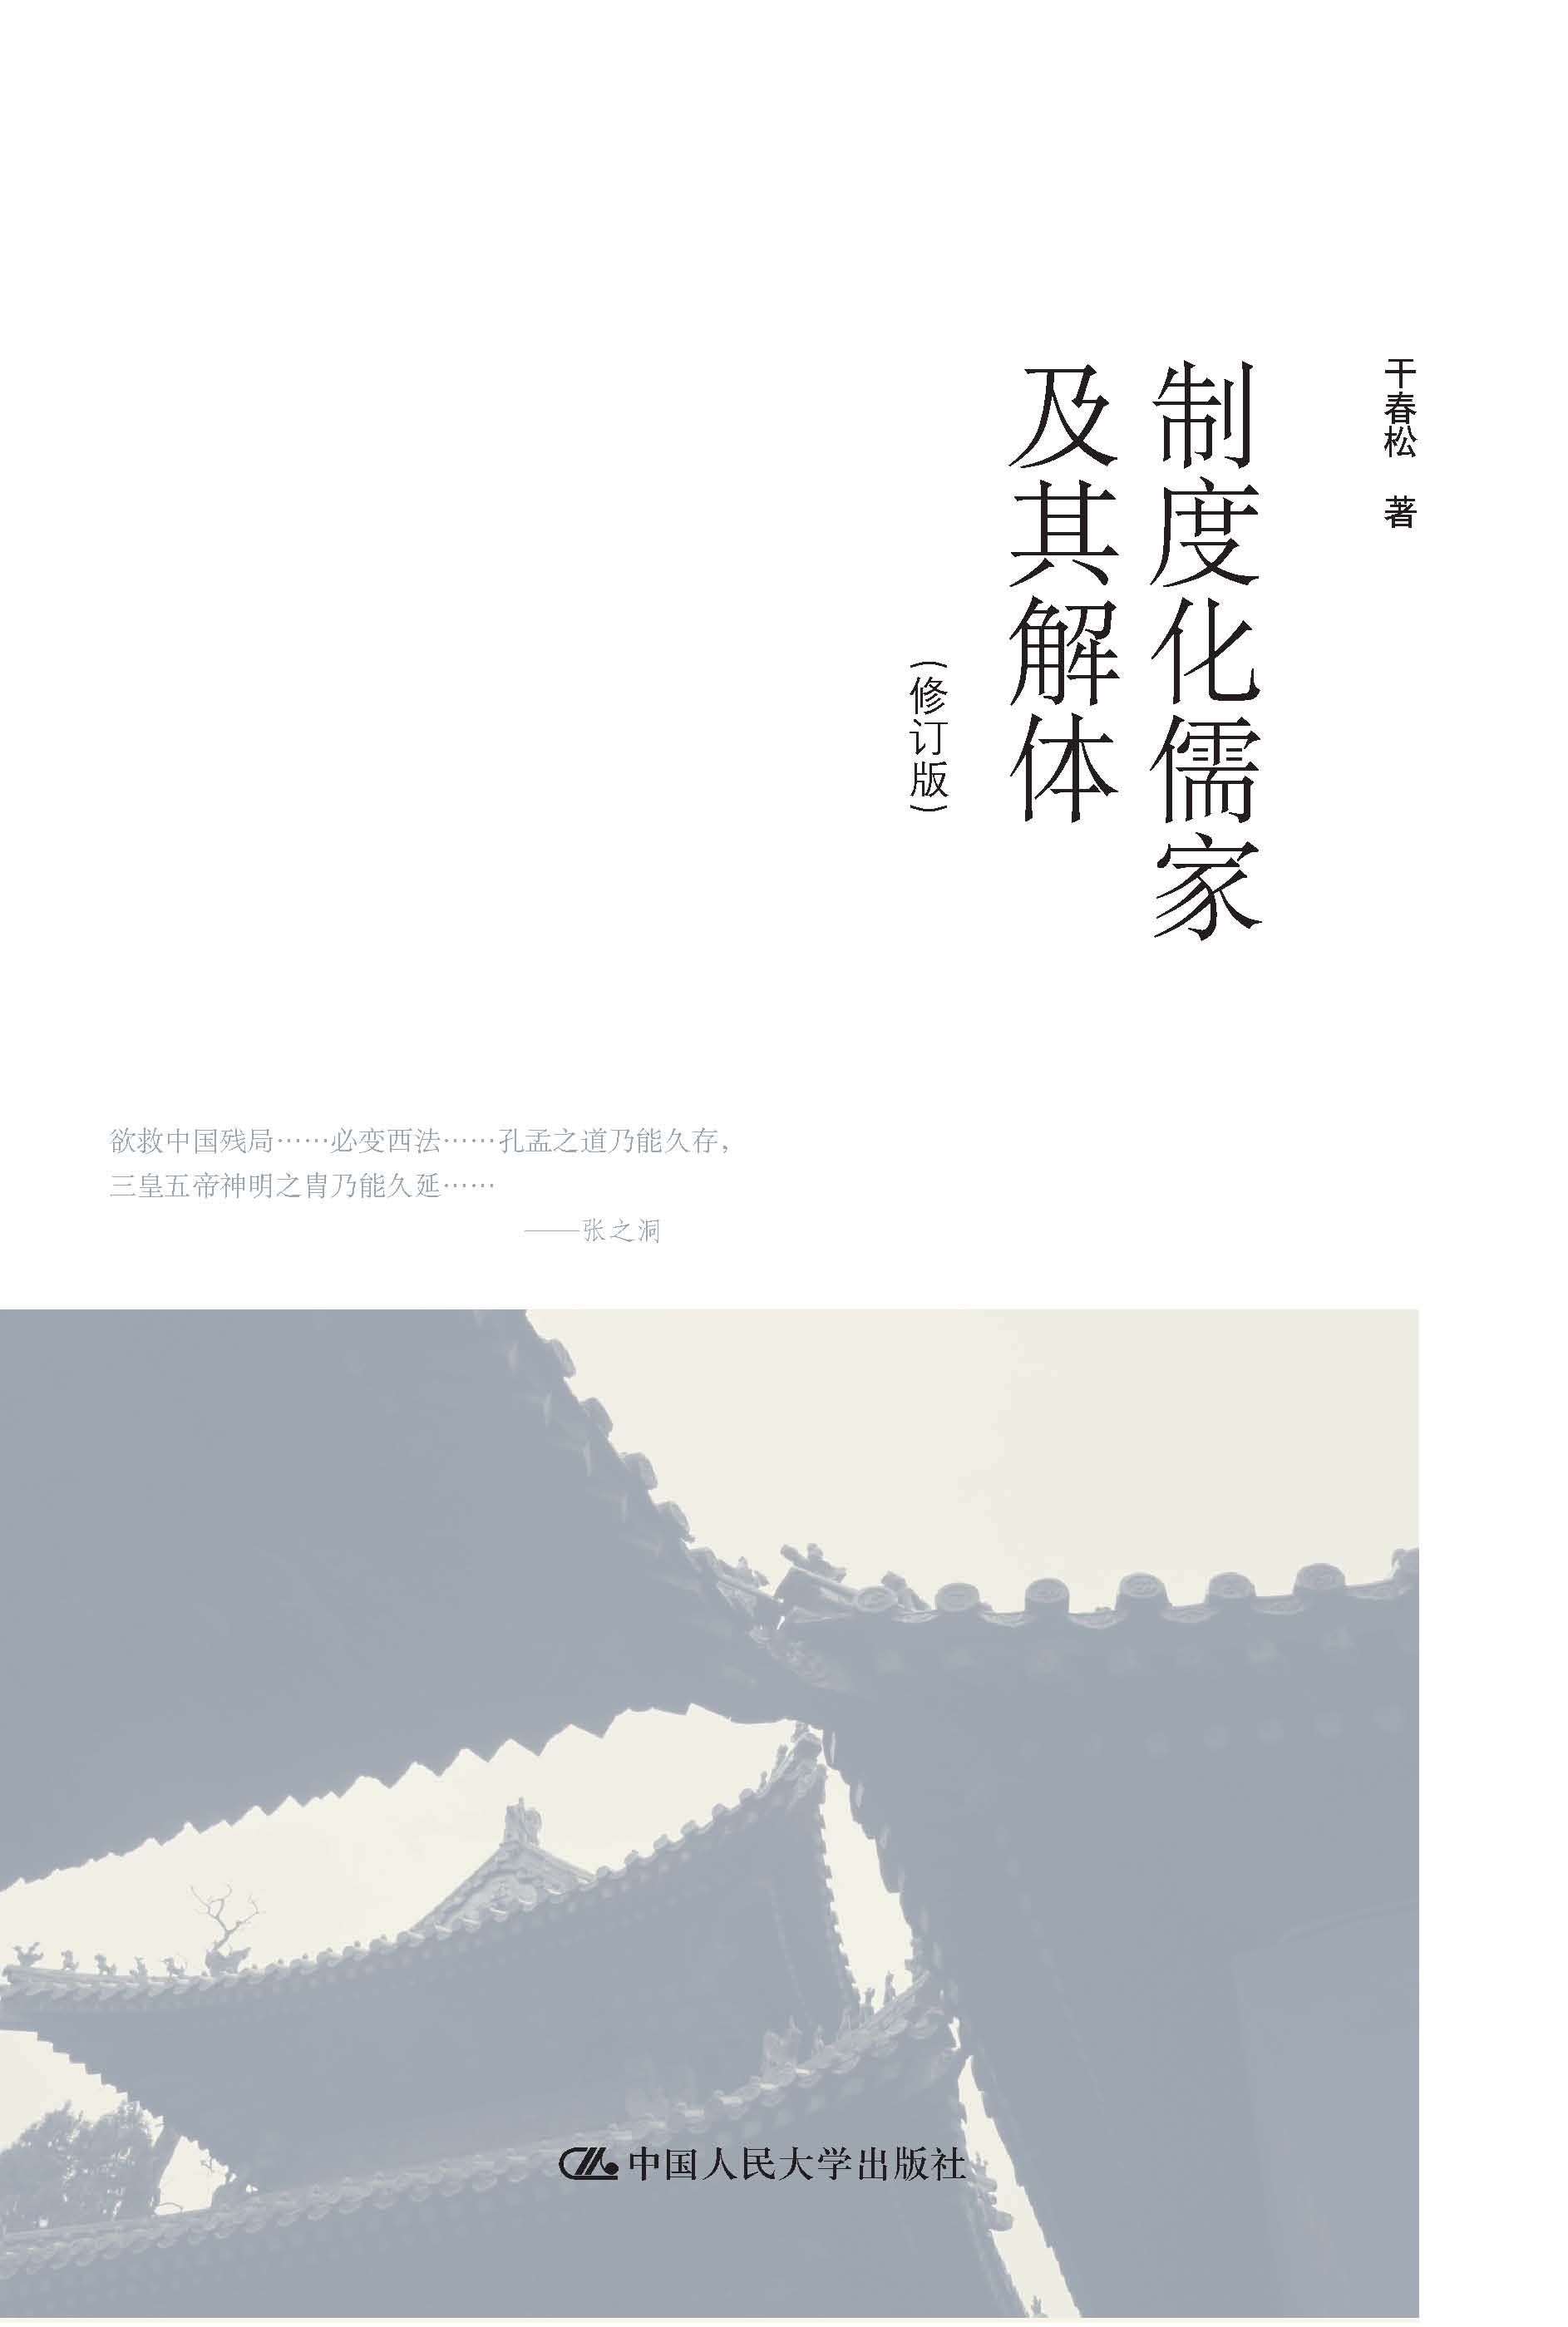 干春松 著
制度化儒家
及其解体
（修订版）
欲救中国残局……必变西法……孔孟之道乃能久存，
三皇五帝神明之胄乃能久延……
——张之洞
中国人民大学出版社